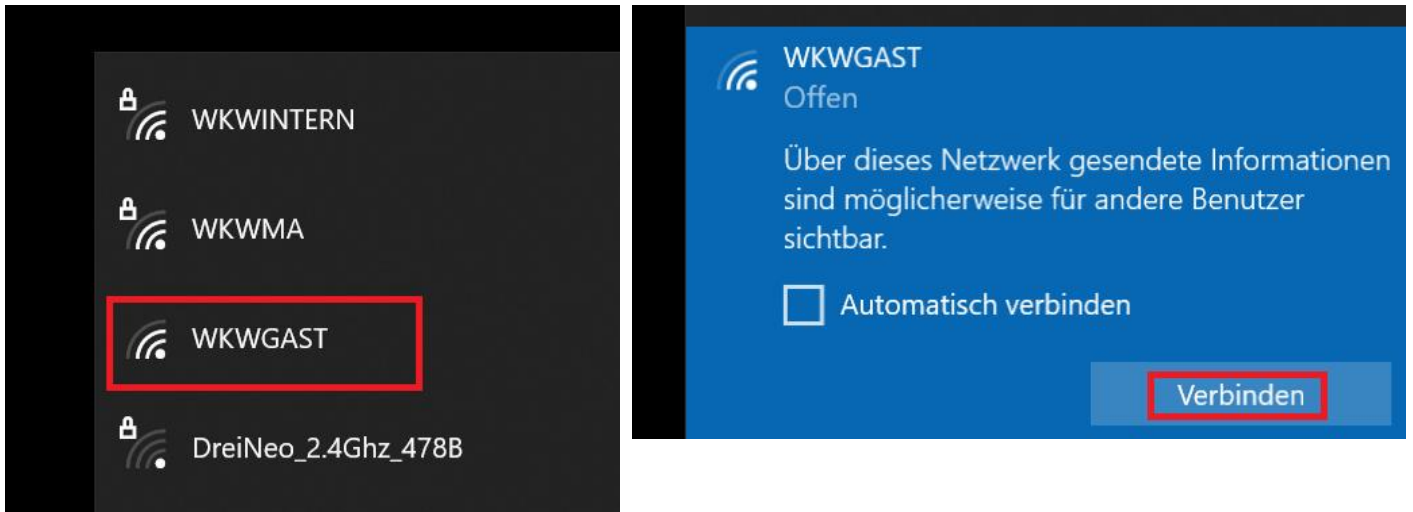 WKWINTERN
WKWMA
WKWGAST
DreiNeo_2.4Ghz_478B
WKWGAST
Offen
Über dieses Netzwerk gesendete Informationen
sind möglicherweise für andere Benutzer
sichtbar.
Automatisch verbinden
Verbinden